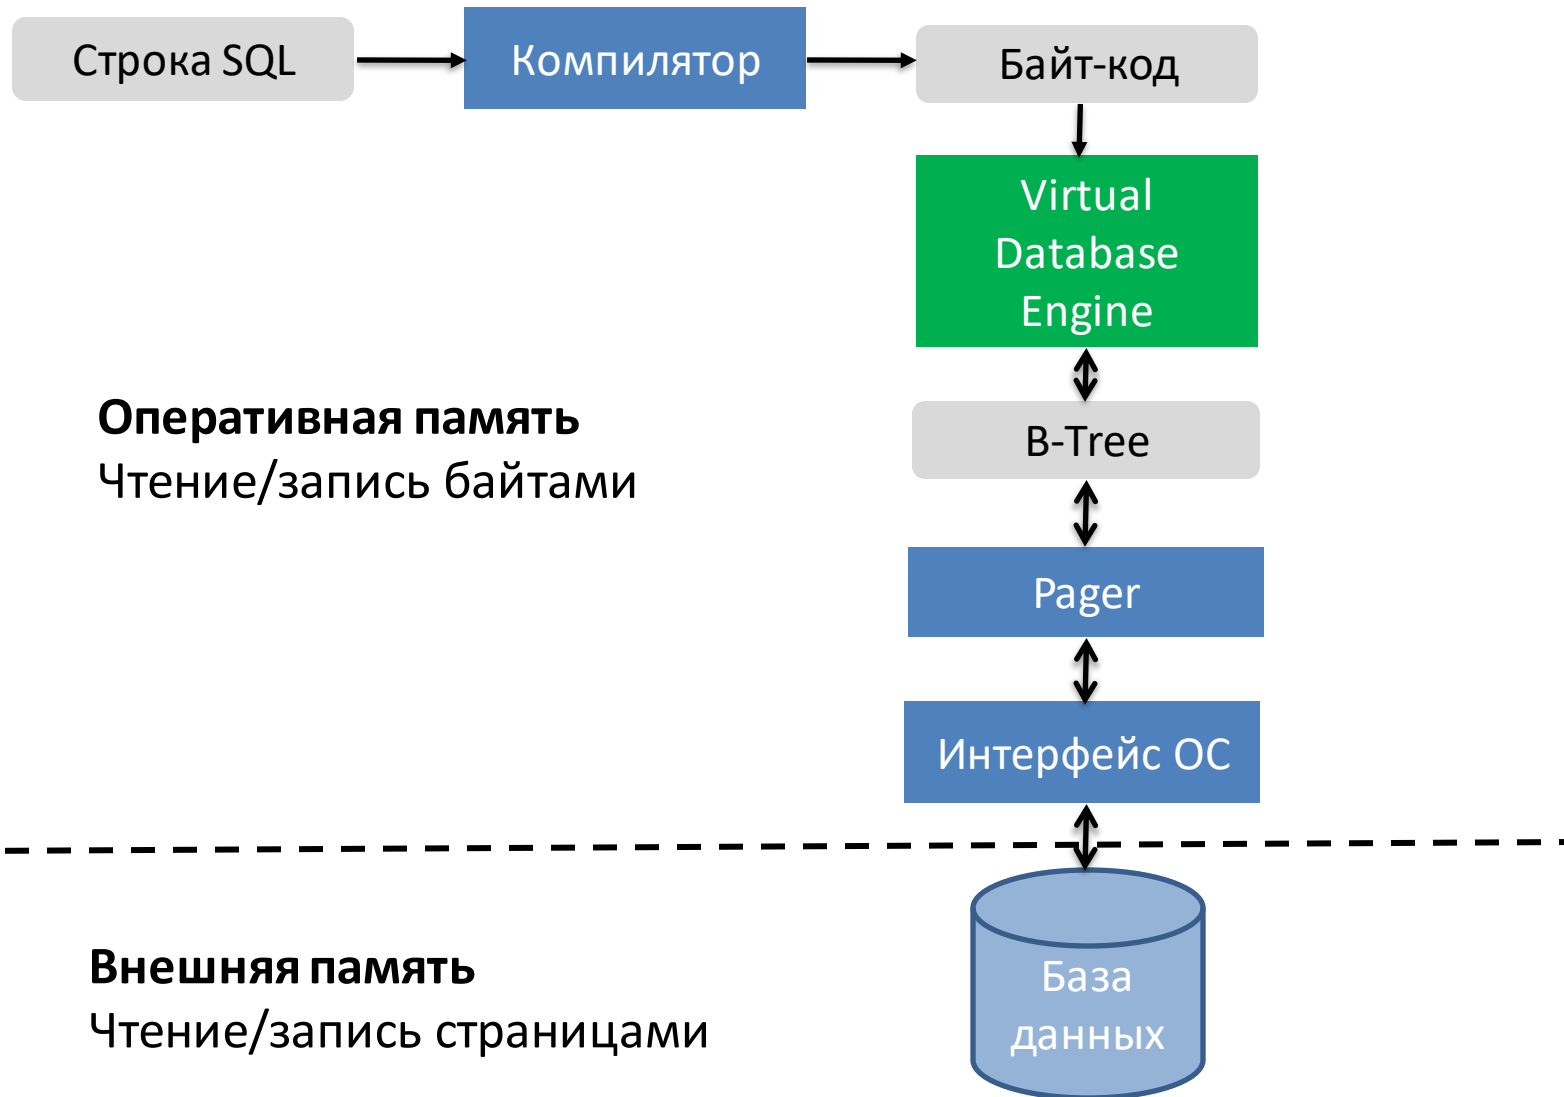 Строка SQL
Компилятор
Байт-код
Virtual
Database
Engine
Оперативная память
Чтение/запись байтами
B-Tree
Pager
Интерфейс ОС
Внешняя память
Чтение/запись страницами
База
данных